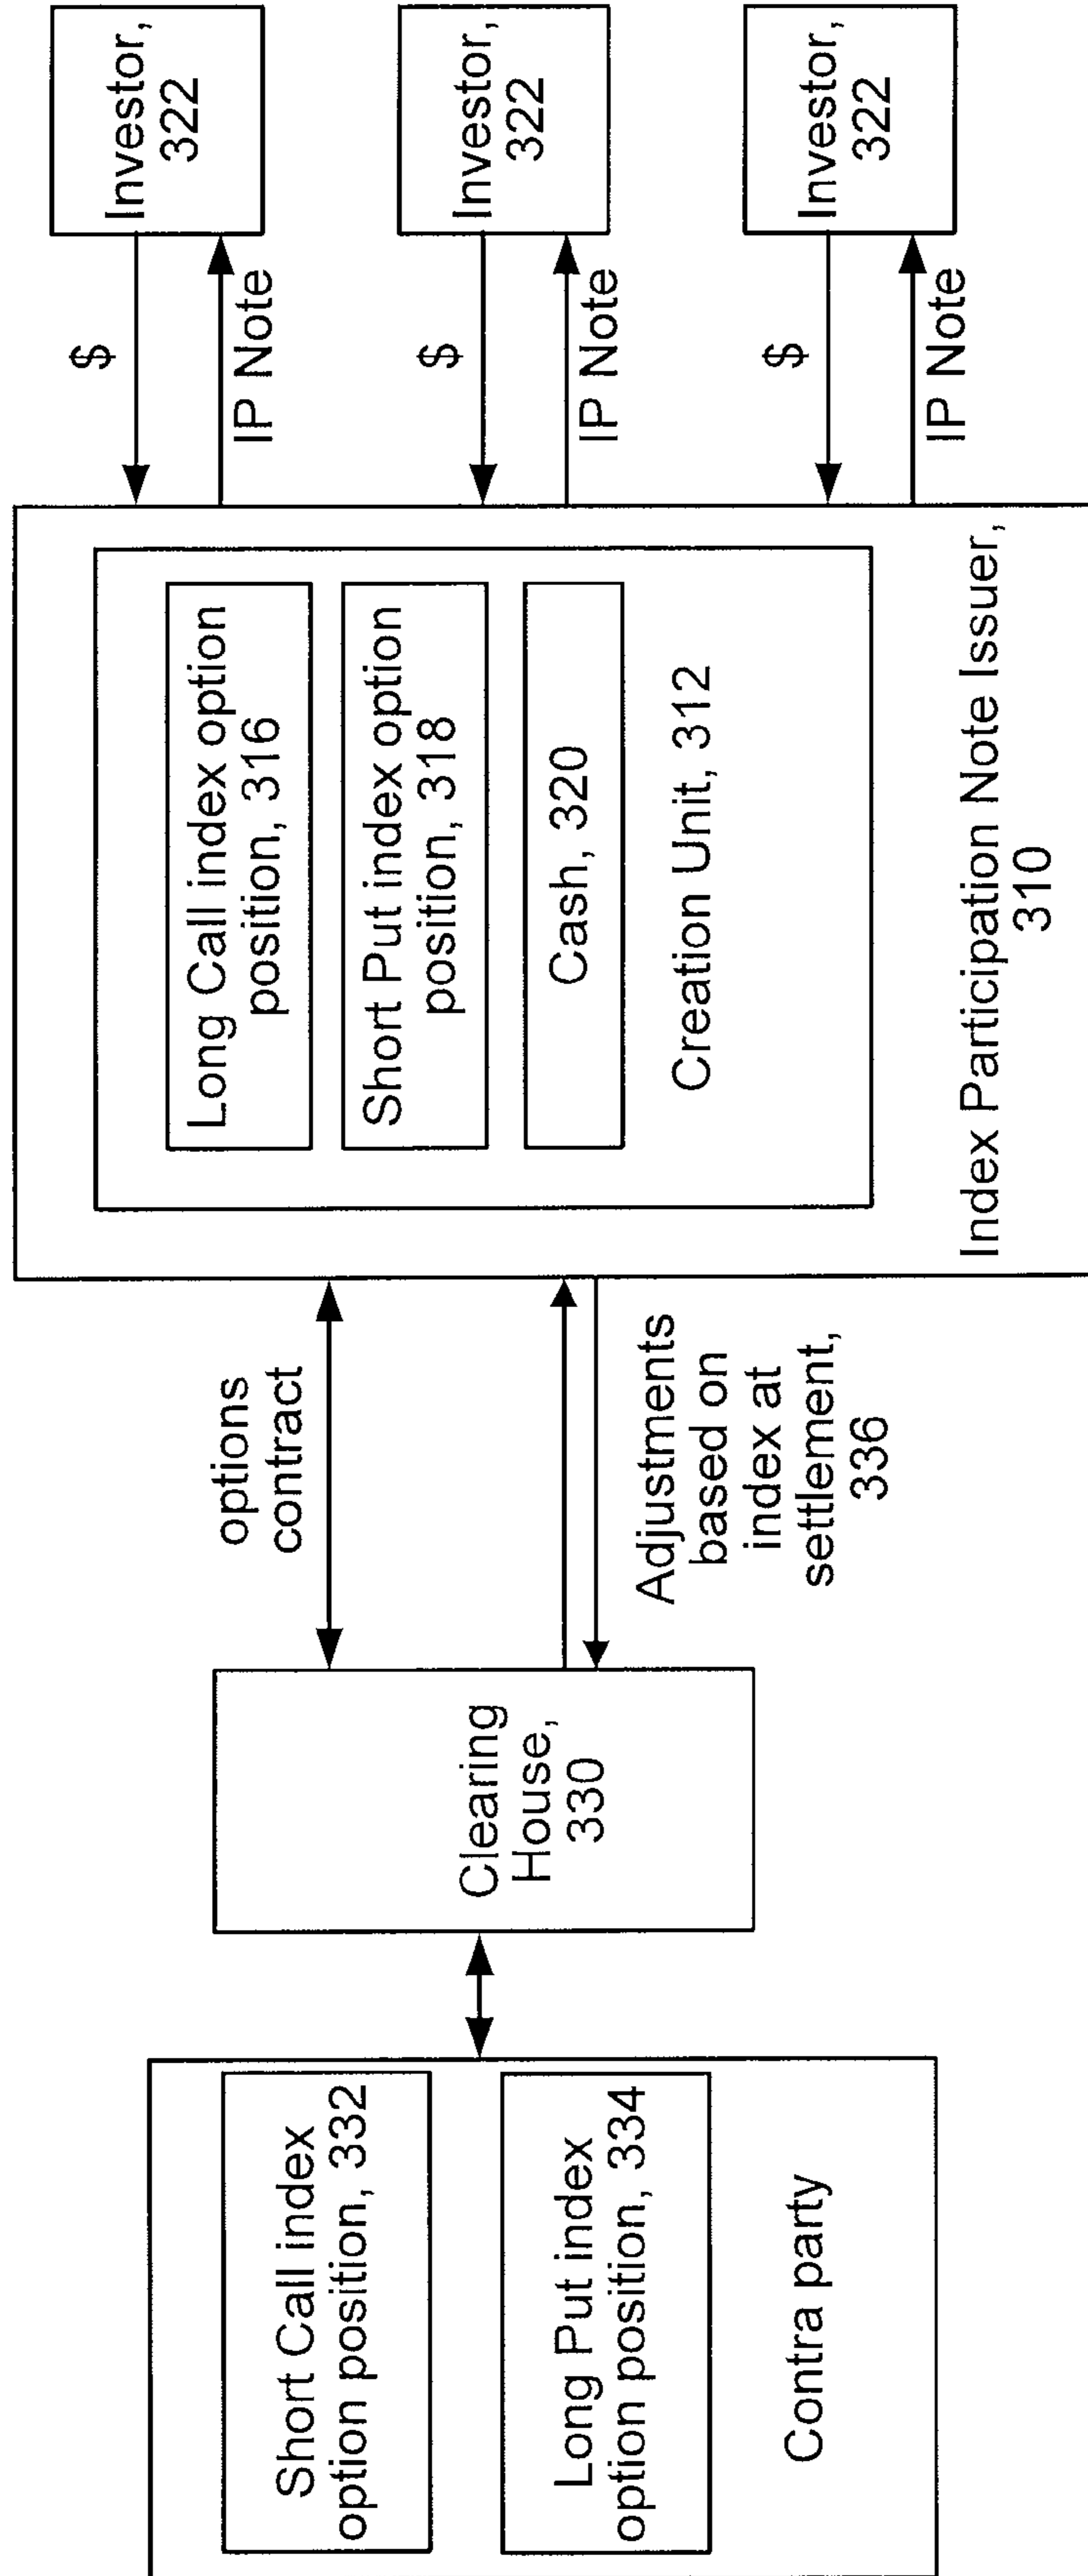 Short Call index
option position, 332
Long Put index
option position, 334
Contra party
Clearing
House,
330
options
contract
Adjustments
based on
index at
settlement,
336
Long Call index option
position, 316
Short Put index option
position, 318
Cash, 320
Creation Unit, 312
Index Participation Note Issuer,
310
$
IP Note
Investor,
322
$
IP Note
Investor,
322
$
IP Note
Investor,
322